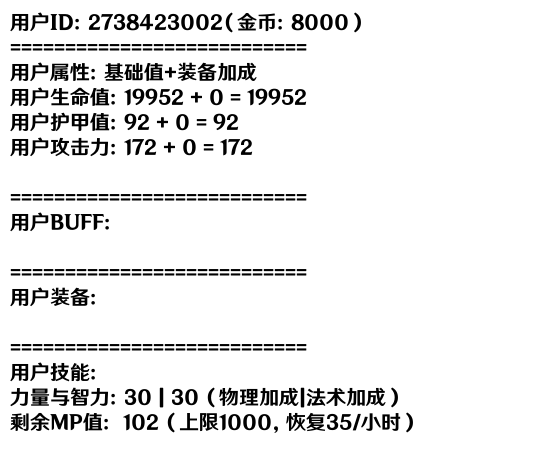 用户ID: 2738423002(金币: 8000)
===========================
用户属性: 基础值+装备加成
用户生命值: 19952 + 0 = 19952
用户护甲值: 92 + 0 = 92
用户攻击力: 172 + 0 = 172
===========================
用户BUFF:
===========================
用户装备:
===========================
用户技能:
力量与智力: 30 | 30 (物理加成|法术加成)
剩余MP值: 102 (上限1000, 恢复35/小时)